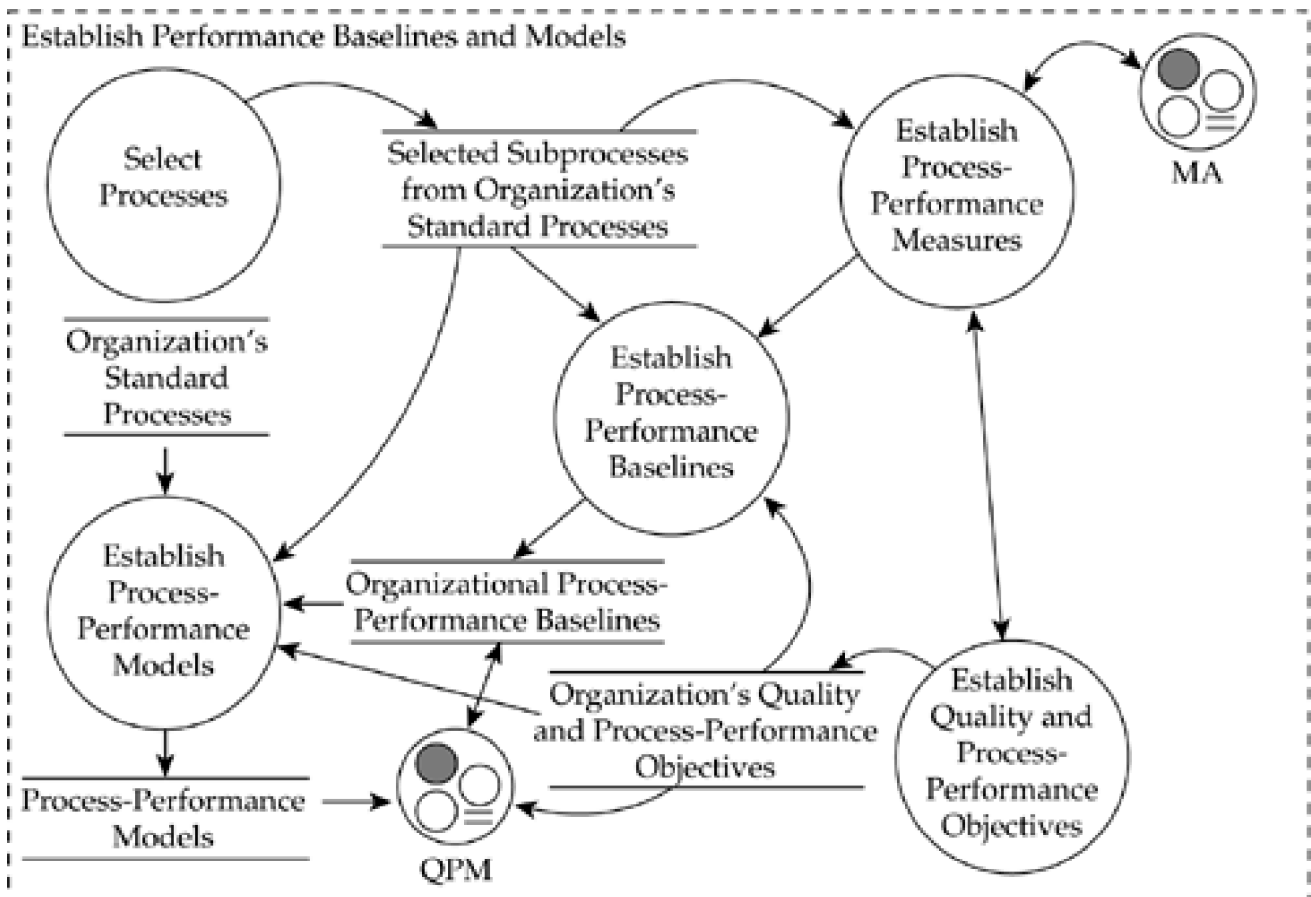 Establish Performance Baselines and Models
Select
Processes
Selected Subprocesses
from Organization's
Standard Processes
Establish
Process-
Performance
Measures
MA
Organization's
Standard
Processes
Establish
Process-
Performance
Baselines
Establish
Process-
Performance
Models
Organizational Process-
Performance Baselines
Organization's Quality
and Process-Performance
Objectives
Establish
Quality and
Process-
Performance
Objectives
Process-Performance
Models
QPM